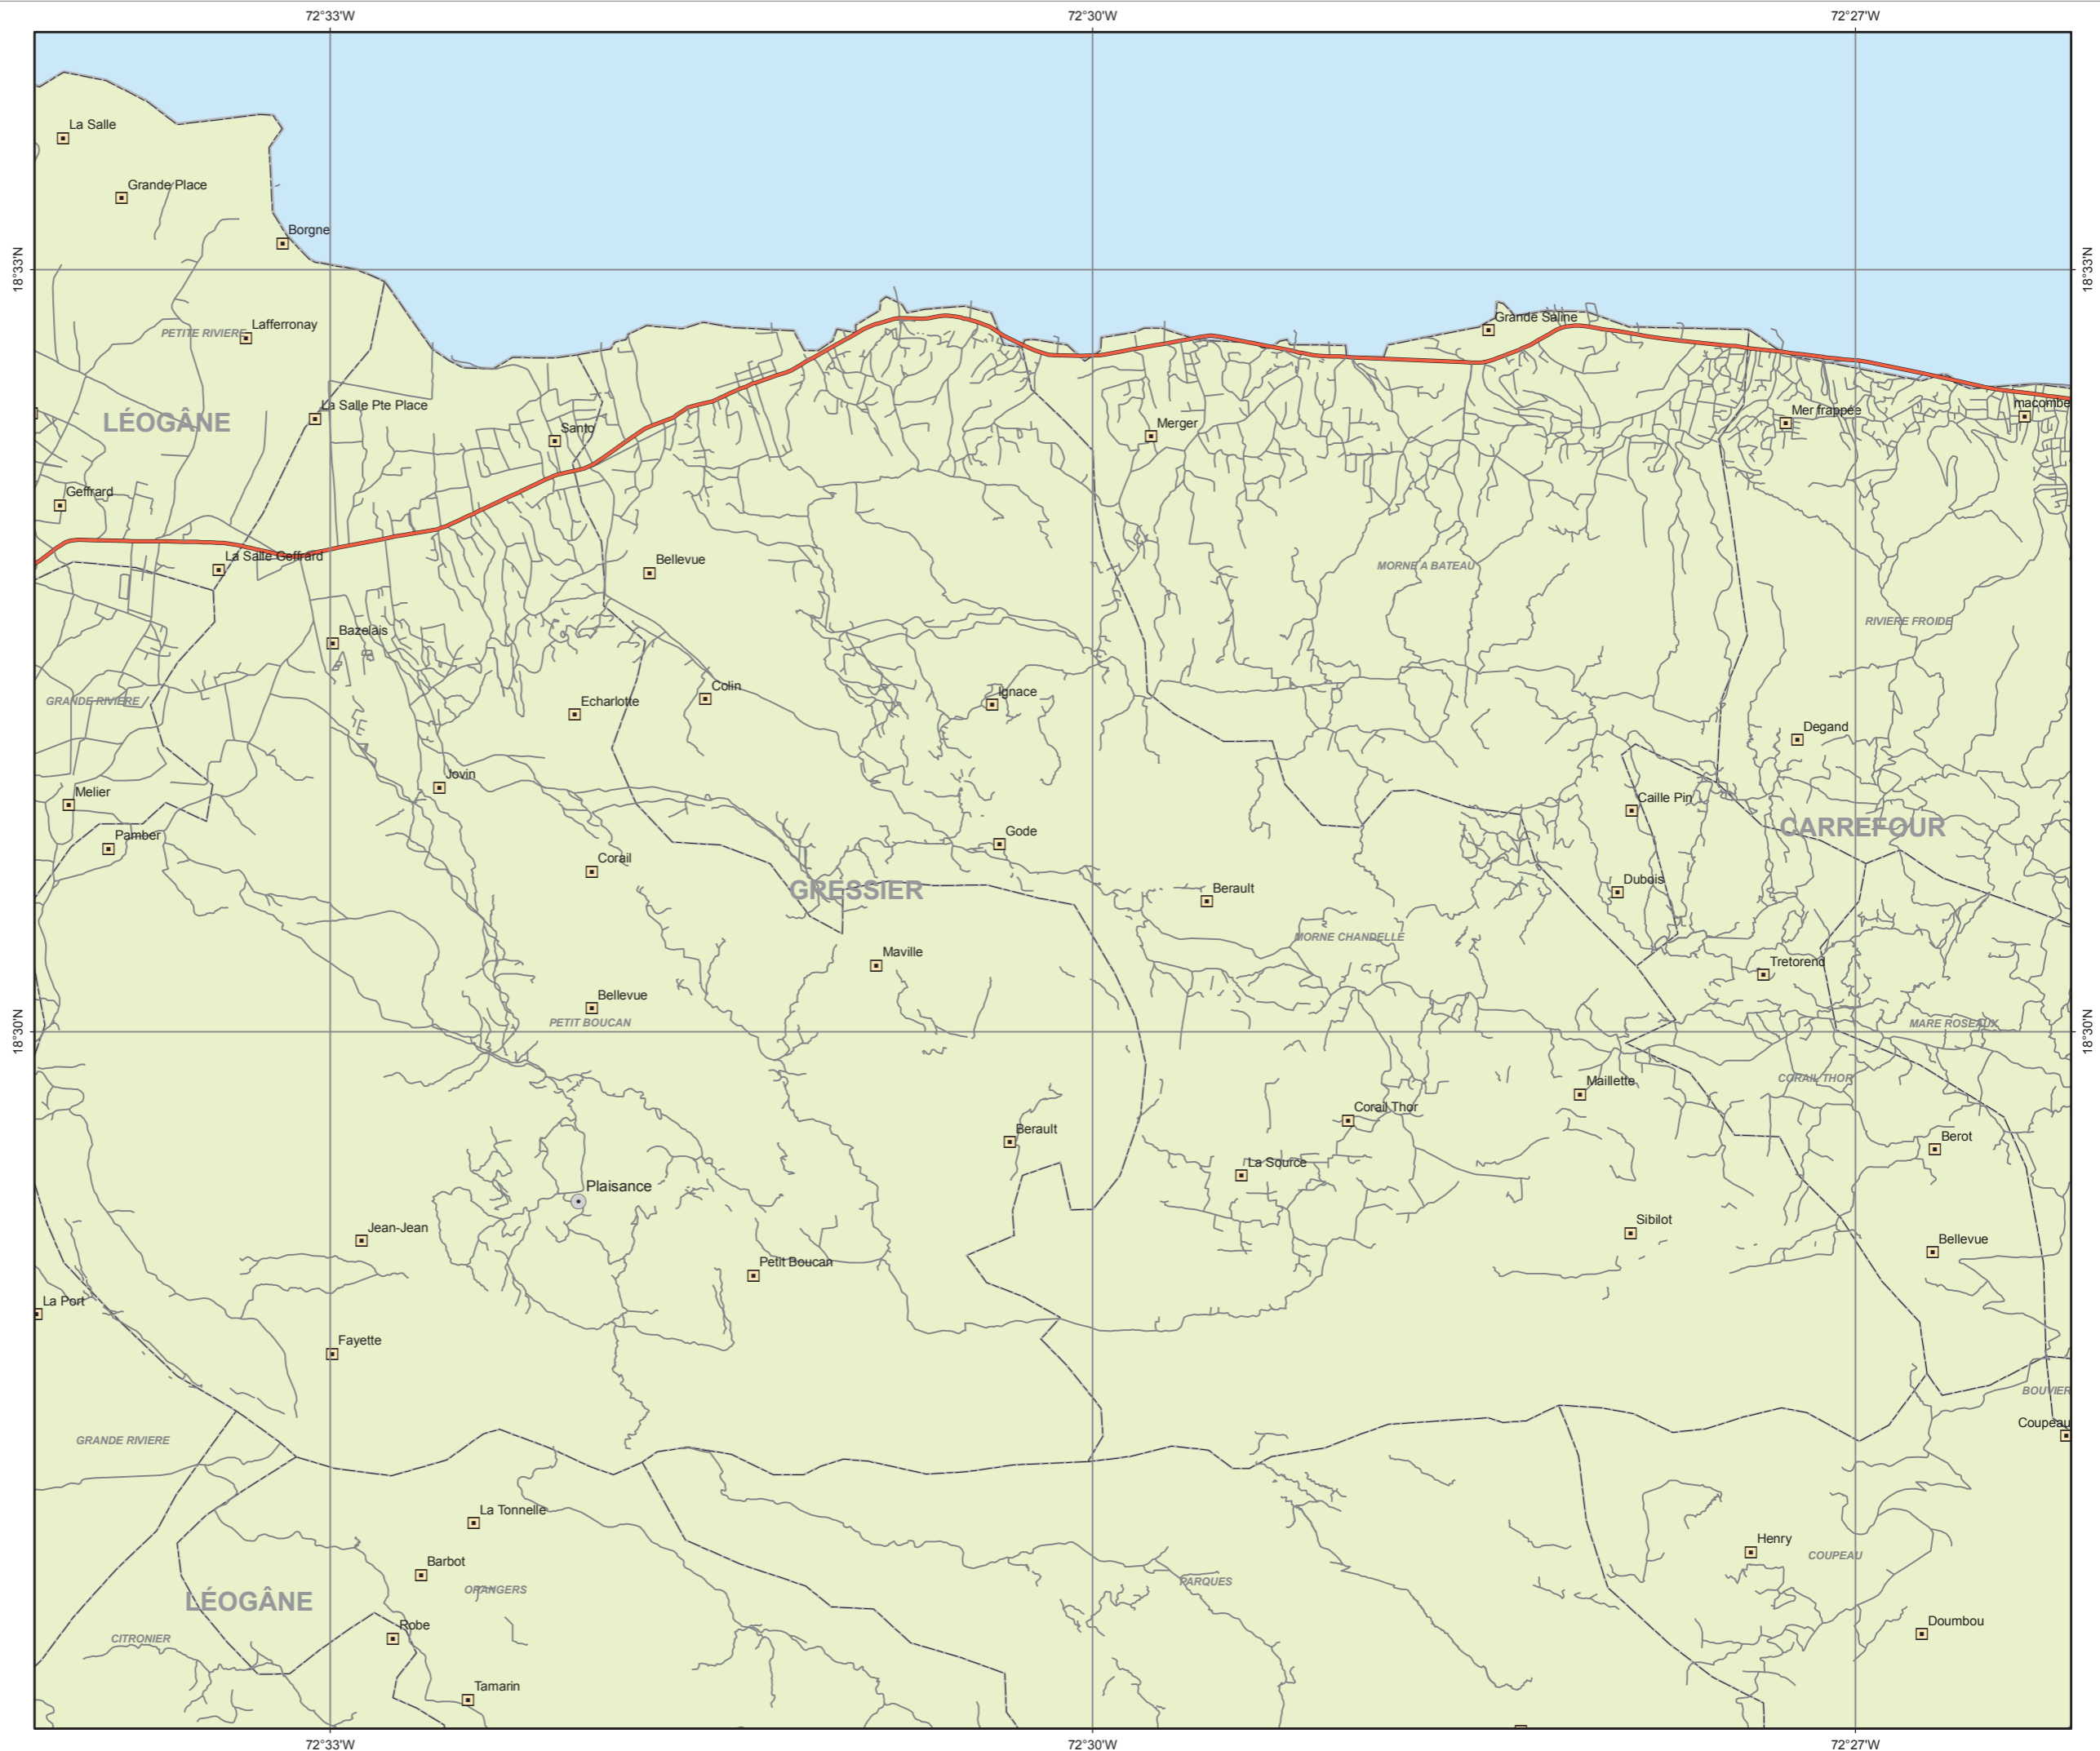 72°33'W
72°30'W
72°27'W
La Salle
Grande Place
Borgne
18°33'N
18°33'N
Grande Saline
Lafferronay
PETITE RIVIERE
La Salle Pte Place
macombe
Mer frappée
LÉOGÂNE
Merger
Santo
Geffrard
La Salle Geffrard
Bellevue
MORNE A BATEAU
RIVIERE FROIDE
Bazelais
Colin
Ignace
GRANDE RIVIERE
Echarlotte
Degand
Jovin
Melier
Caille Pin
CARREFOUR
Pamber
Gode
Corail
Dubois
GRESSIER
Berault
MORNE CHANDELLE
Maville
Tretorend
Bellevue
PETIT BOUCAN
MARE ROSEAUX
18°30'N
18°30'N
CORAIL THOR
Maillette
Corail Thor
Berault
Berot
La Source
Plaisance
Jean-Jean
Sibilot
Bellevue
Petit Boucan
La Port
Fayette
BOUVIER
Coupeau
GRANDE RIVIERE
La Tonnelle
Henry
COUPEAU
Barbot
PARQUES
ORANGERS
LÉOGÂNE
Doumbou
Robe
CITRONIER
Tamarin
72°33'W
72°30'W
72°27'W